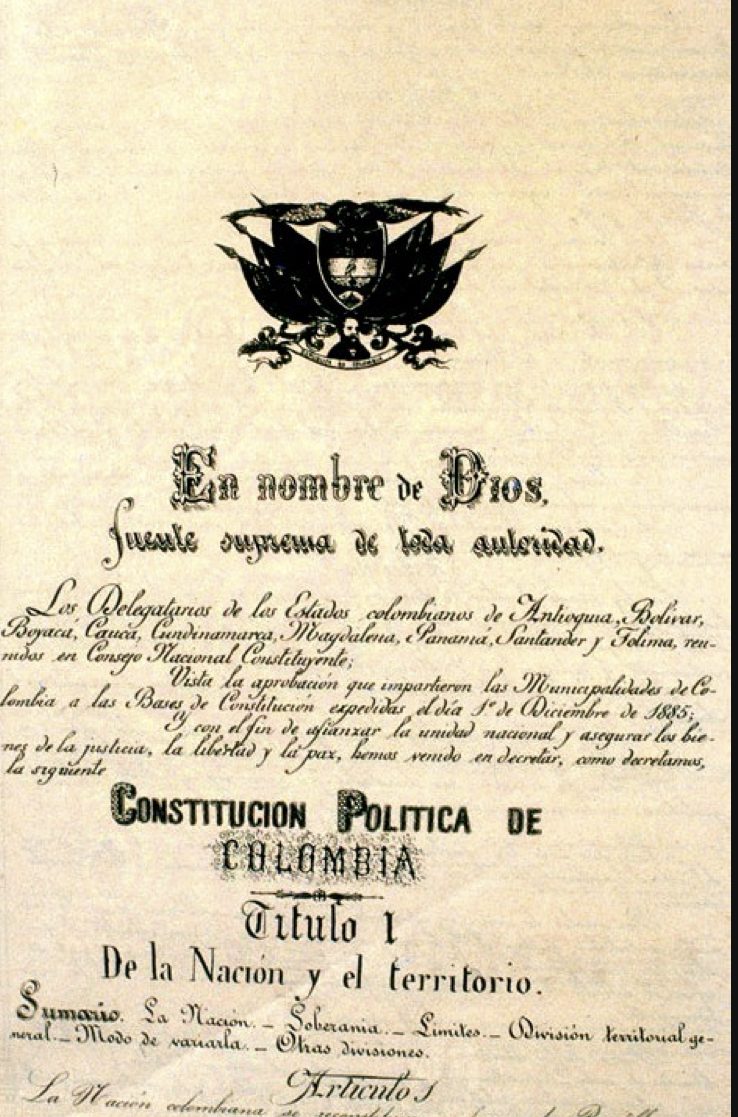 En nombre de Dios,
fuente suprema de toda autoridad.
Los Delegatarios de los Estados colombianos de Antioquia, Bolívar,
Boyacá, Cauca, Cundinamarca, Magdalena, Panamá, Santander y Tolima, reu-
nidos en Consejo Nacional Constituyente;
Vista la aprobación que impartieron las Municipalidades de Co-
lombia a las Bases de Constitución expedidas el día 1º de Diciembre de 1885;
Y con el fin de afianzar la unidad nacional y asegurar los bie-
nes de la justicia, la libertad y la paz, hemos venido en decretar, como decretamos,
la siguiente
CONSTITUCION POLITICA DE
COLOMBIA
Titulo I
De la Nación y el territorio.
Sumario. La Nación. – Soberanía. – Límites. – División territorial ge-
neral. – Modo de variarla. – Otras divisiones.
Artículo 1
La Nación colombiana se